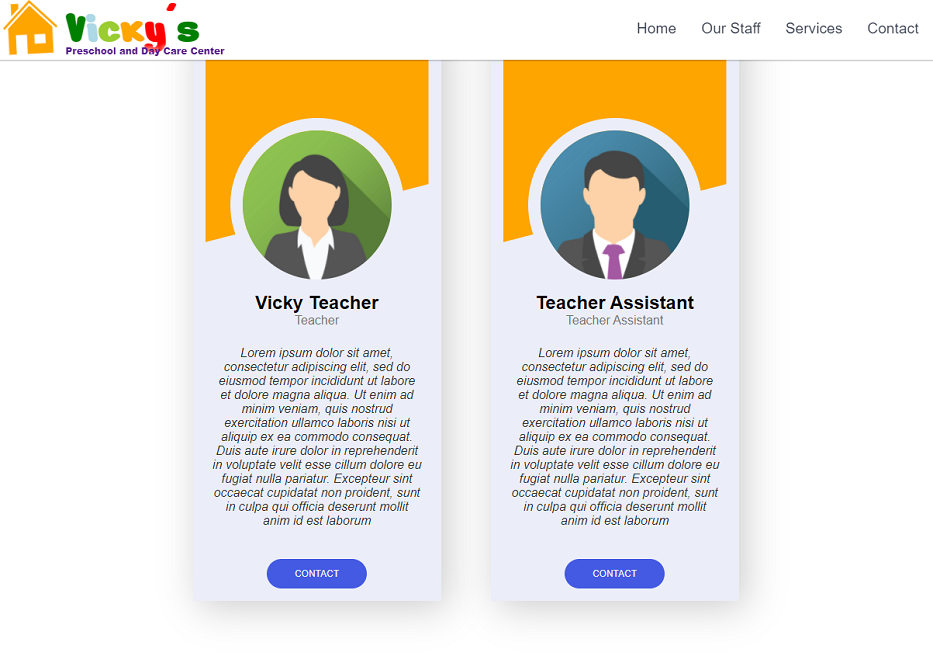 Vicky's
Preschool and Day Care Center
Home Our Staff Services Contact
Vicky Teacher
Teacher
Lorem ipsum dolor sit amet,
consectetur adipiscing elit, sed do
eiusmod tempor incididunt ut labore
et dolore magna aliqua. Ut enim ad
minim veniam, quis nostrud
exercitation ullamco laboris nisi ut
aliquip ex ea commodo consequat.
Duis aute irure dolor in reprehenderit
in voluptate velit esse cillum dolore eu
fugiat nulla pariatur. Excepteur sint
occaecat cupidatat non proident, sunt
in culpa qui officia deserunt mollit
anim id est laborum
CONTACT
Teacher Assistant
Teacher Assistant
Lorem ipsum dolor sit amet,
consectetur adipiscing elit, sed do
eiusmod tempor incididunt ut labore
et dolore magna aliqua. Ut enim ad
minim veniam, quis nostrud
exercitation ullamco laboris nisi ut
aliquip ex ea commodo consequat.
Duis aute irure dolor in reprehenderit
in voluptate velit esse cillum dolore eu
fugiat nulla pariatur. Excepteur sint
occaecat cupidatat non proident, sunt
in culpa qui officia deserunt mollit
anim id est laborum
CONTACT